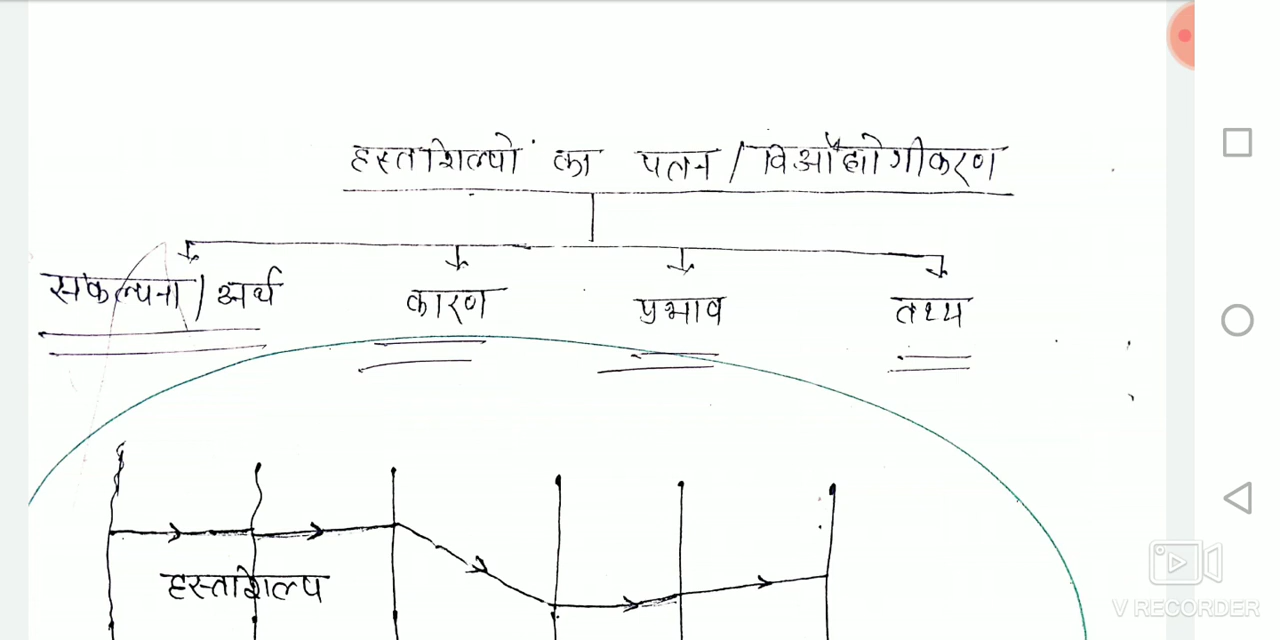 हस्तशिल्पों का पतन / विऔद्योगीकरण
संकल्पना / अर्थ कारण प्रभाव तथ्य
हस्तशिल्प
V RECORDER